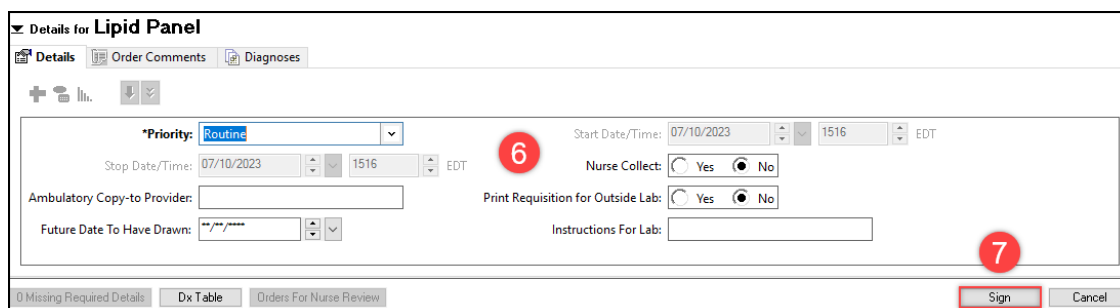 Details for Lipid Panel
Details Order Comments Diagnoses
*Priority: Routine Start Date/Time: 07/10/2023 1516 EDT
6
Stop Date/Time: 07/10/2023 1516 EDT Nurse Collect: Yes No
Ambulatory Copy-to Provider: Print Requisition for Outside Lab: Yes No
Future Date To Have Drawn: **/**/**** Instructions For Lab:
7
0 Missing Required Details Dx Table Orders For Nurse Review Sign Cancel